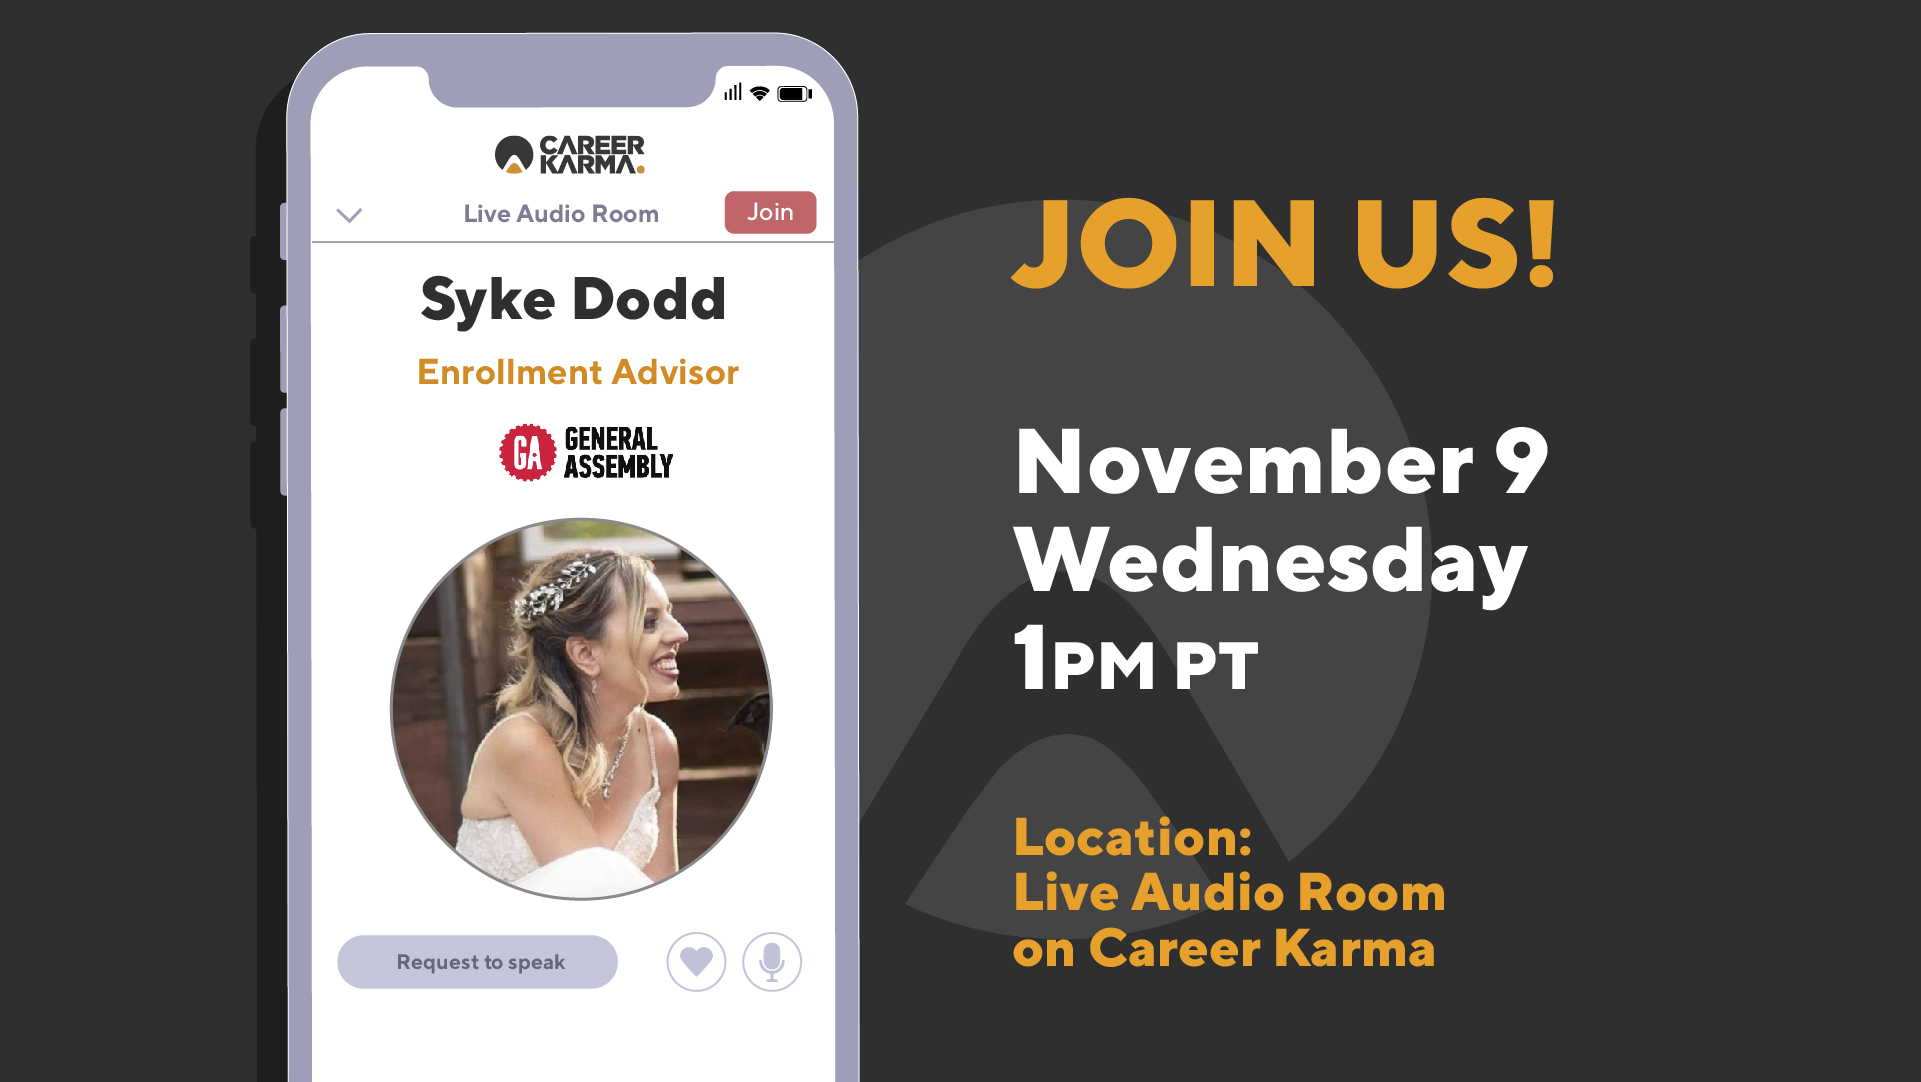 CAREER
KARMA.
Live Audio Room
Join
Syke Dodd
Enrollment Advisor
GA
GENERAL
ASSEMBLY
Request to speak
JOIN US!
November 9
Wednesday
1PM PT
Location:
Live Audio Room
on Career Karma